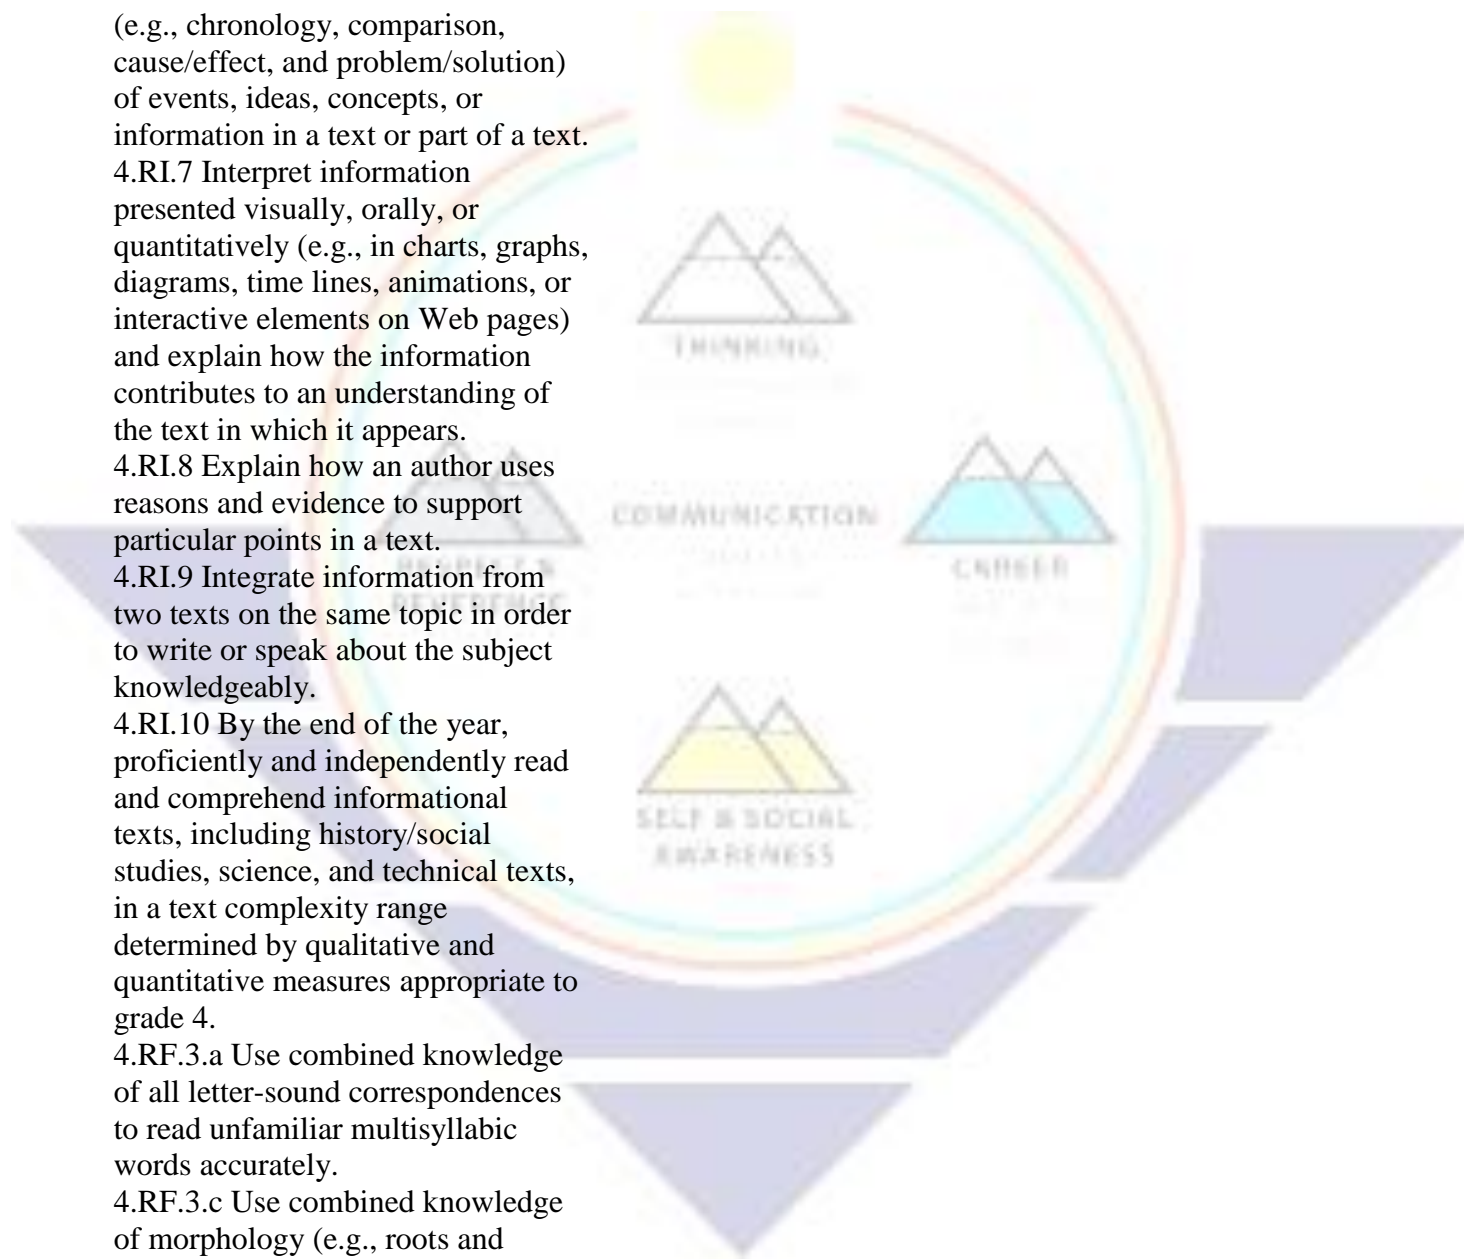 (e.g., chronology, comparison,
cause/effect, and problem/solution)
of events, ideas, concepts, or
information in a text or part of a text.
4.RI.7 Interpret information
presented visually, orally, or
quantitatively (e.g., in charts, graphs,
diagrams, time lines, animations, or
interactive elements on Web pages)
and explain how the information
contributes to an understanding of
the text in which it appears.
4.RI.8 Explain how an author uses
reasons and evidence to support
particular points in a text.
4.RI.9 Integrate information from
two texts on the same topic in order
to write or speak about the subject
knowledgeably.
4.RI.10 By the end of the year,
proficiently and independently read
and comprehend informational
texts, including history/social
studies, science, and technical texts,
in a text complexity range
determined by qualitative and
quantitative measures appropriate to
grade 4.
4.RF.3.a Use combined knowledge
of all letter-sound correspondences
to read unfamiliar multisyllabic
words accurately.
4.RF.3.c Use combined knowledge
of morphology (e.g., roots and
THINKING
COMMUNICATION
RESPECT &
REVERENCE
CAREER
SELF & SOCIAL
AWARENESS